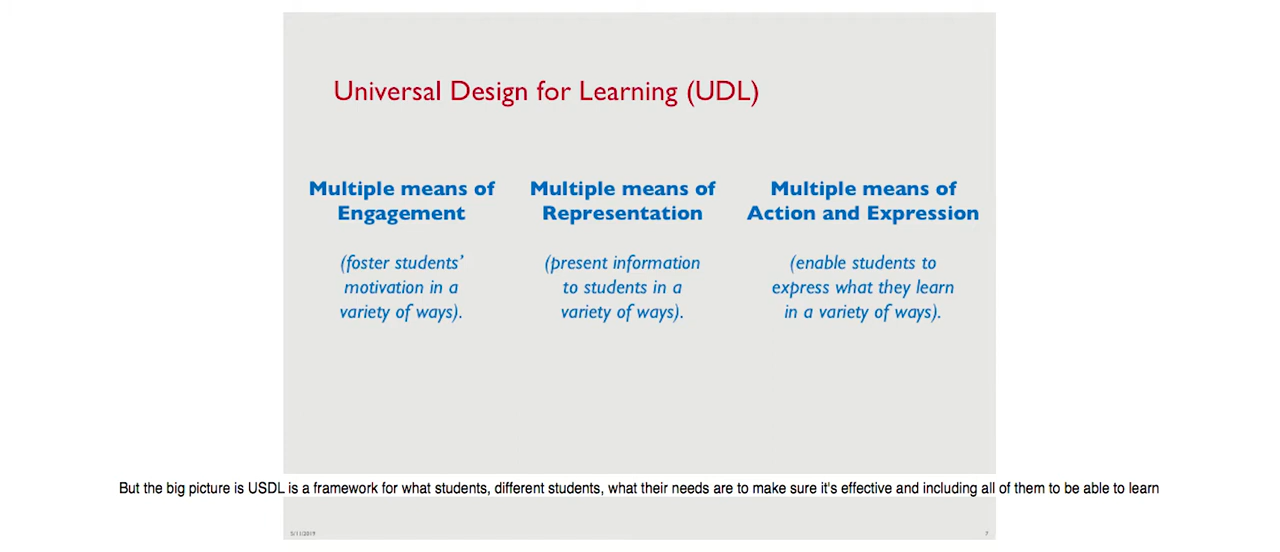 Universal Design for Learning (UDL)
Multiple means of
Engagement
(foster students’
motivation in a
variety of ways).
Multiple means of
Representation
(present information
to students in a
variety of ways).
Multiple means of
Action and Expression
(enable students to
express what they learn
in a variety of ways).
But the big picture is USDL is a framework for what students, different students, what their needs are to make sure it's effective and including all of them to be able to learn
5/11/2019
7